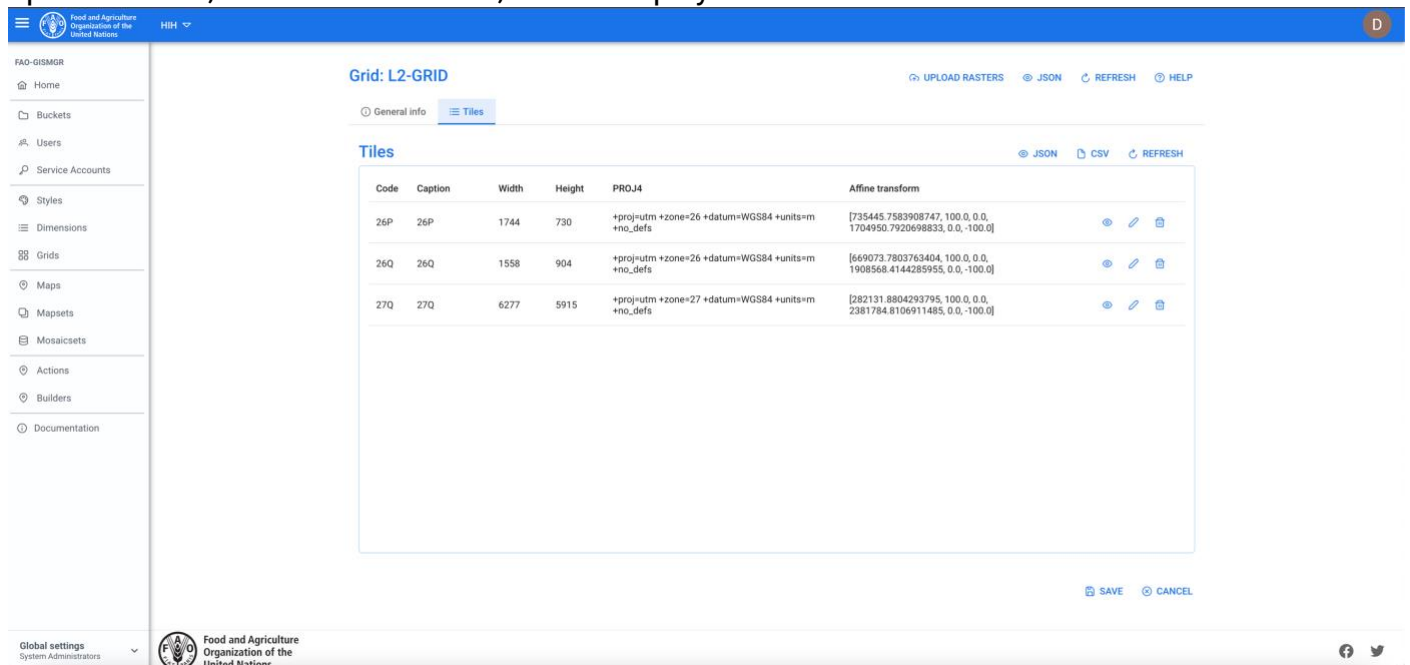 Food and Agriculture
Organization of the
United Nations
HIH
D
FAO-GISMGR
Home
Buckets
Users
Service Accounts
Styles
Dimensions
Grids
Maps
Mapsets
Mosaicsets
Actions
Builders
Documentation
Global settings
System Administrators
Grid: L2-GRID
UPLOAD RASTERS JSON REFRESH HELP
General info Tiles
Tiles
JSON CSV REFRESH
Code Caption Width Height PROJ4 Affine transform
26P 26P 1744 730 +proj=utm +zone=26 +datum=WGS84 +units=m [735445.7583908747, 100.0, 0.0,
+no_defs 1704950.7920698833, 0.0, -100.0]
26Q 26Q 1558 904 +proj=utm +zone=26 +datum=WGS84 +units=m [669073.7803763404, 100.0, 0.0,
+no_defs 1908568.4144285955, 0.0, -100.0]
27Q 27Q 6277 5915 +proj=utm +zone=27 +datum=WGS84 +units=m [282131.8804293795, 100.0, 0.0,
+no_defs 2381784.8106911485, 0.0, -100.0]
SAVE CANCEL
Food and Agriculture
Organization of the
United Nations